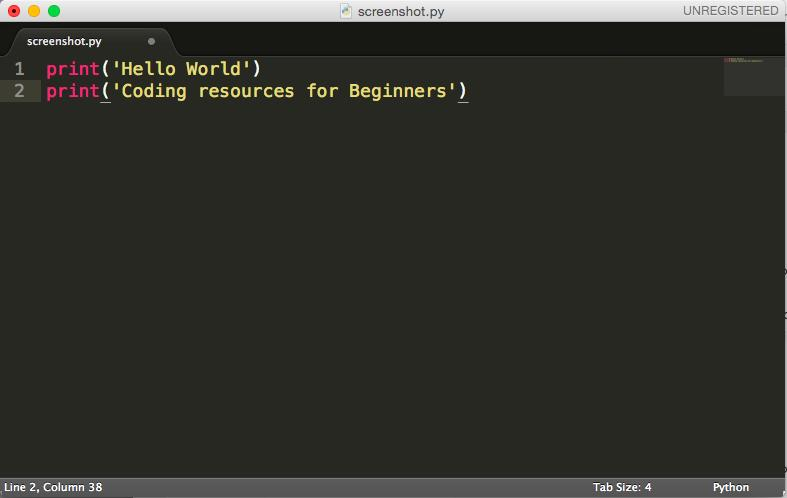 screenshot.py
UNREGISTERED
screenshot.py
1 print('Hello World')
2 print('Coding resources for Beginners')
Line 2, Column 38
Tab Size: 4
Python